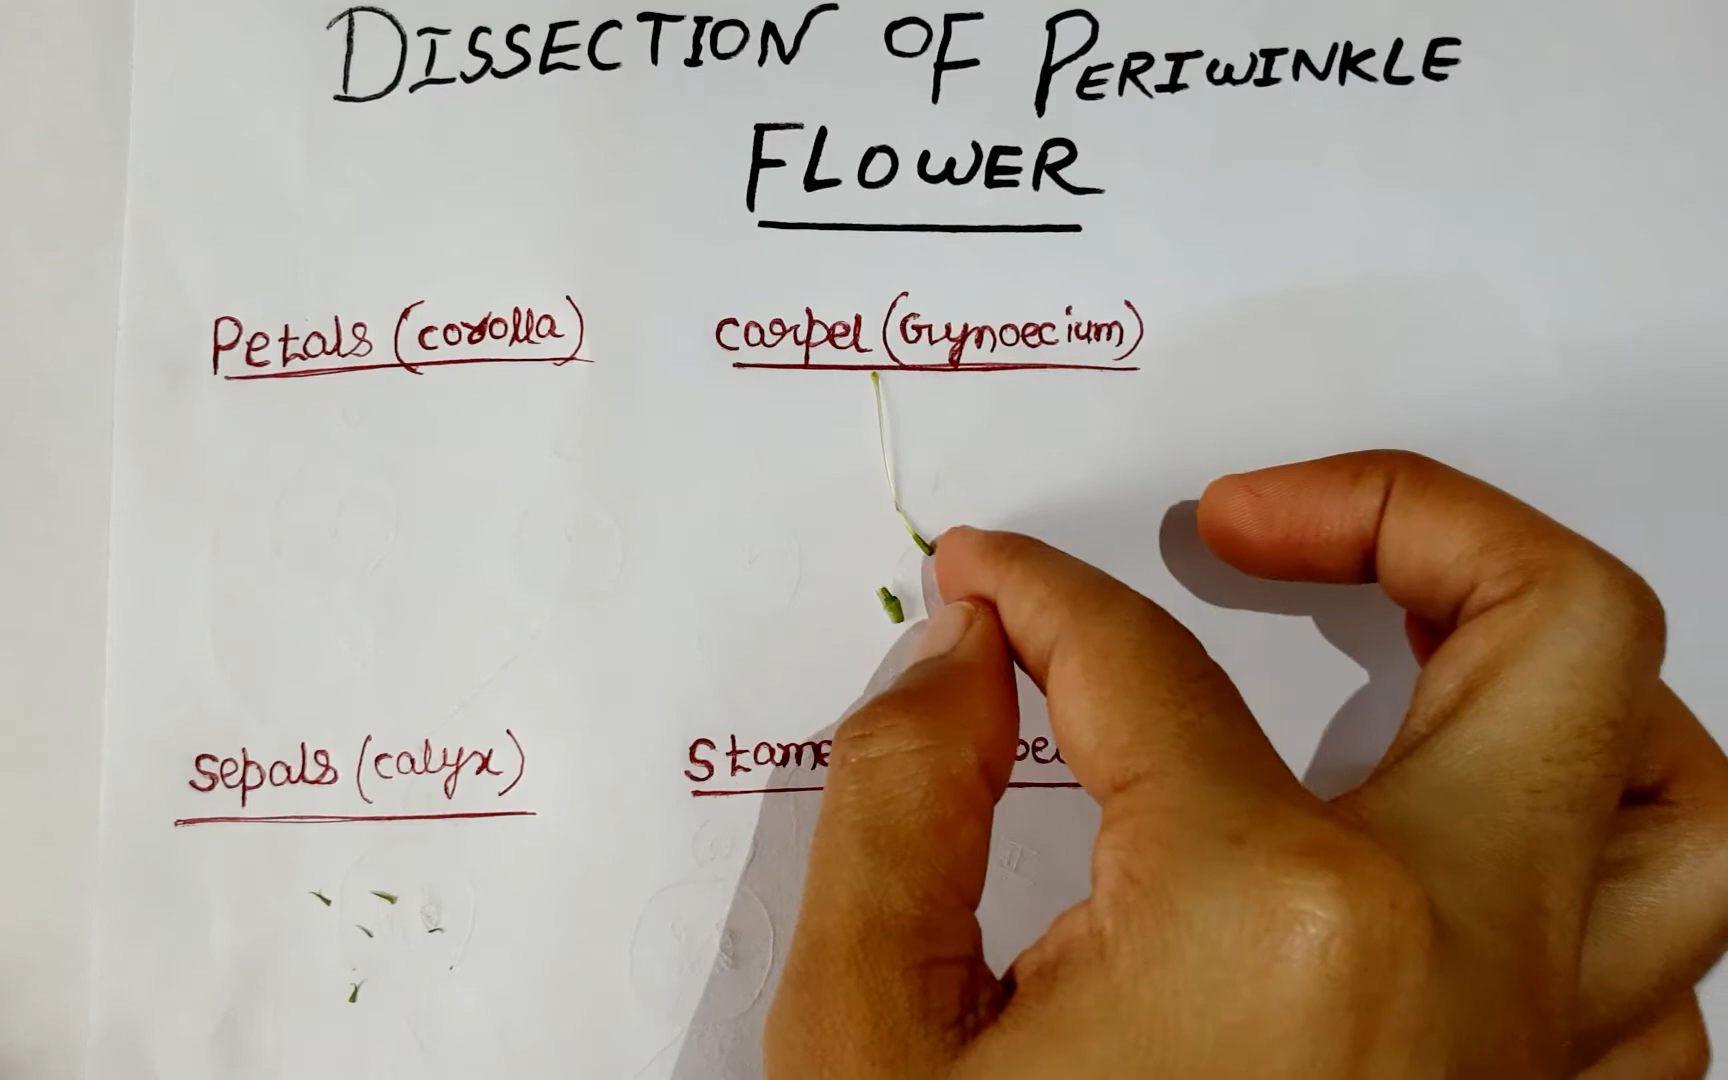 DISSECTION OF PERIWINKLE
FLOWER
Petals (corolla)
carpel (Gynoecium)
sepals (calyx)